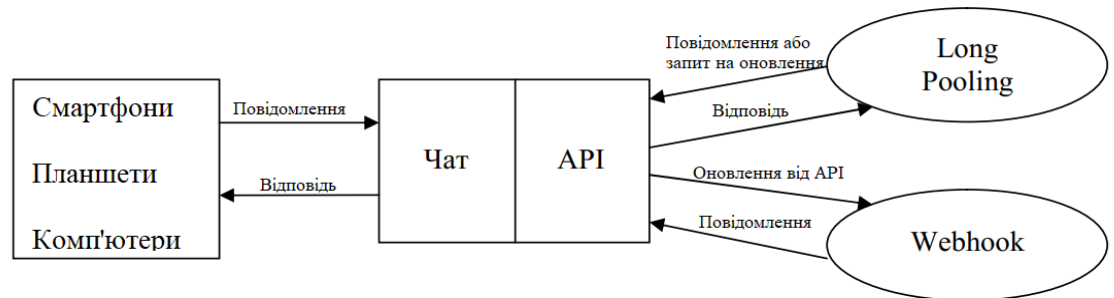 Смартфони
Планшети
Комп'ютери
Повідомлення
Відповідь
Чат
API
Повідомлення або
запит на оновлення
Відповідь
Оновлення від API
Повідомлення
Long
Pooling
Webhook